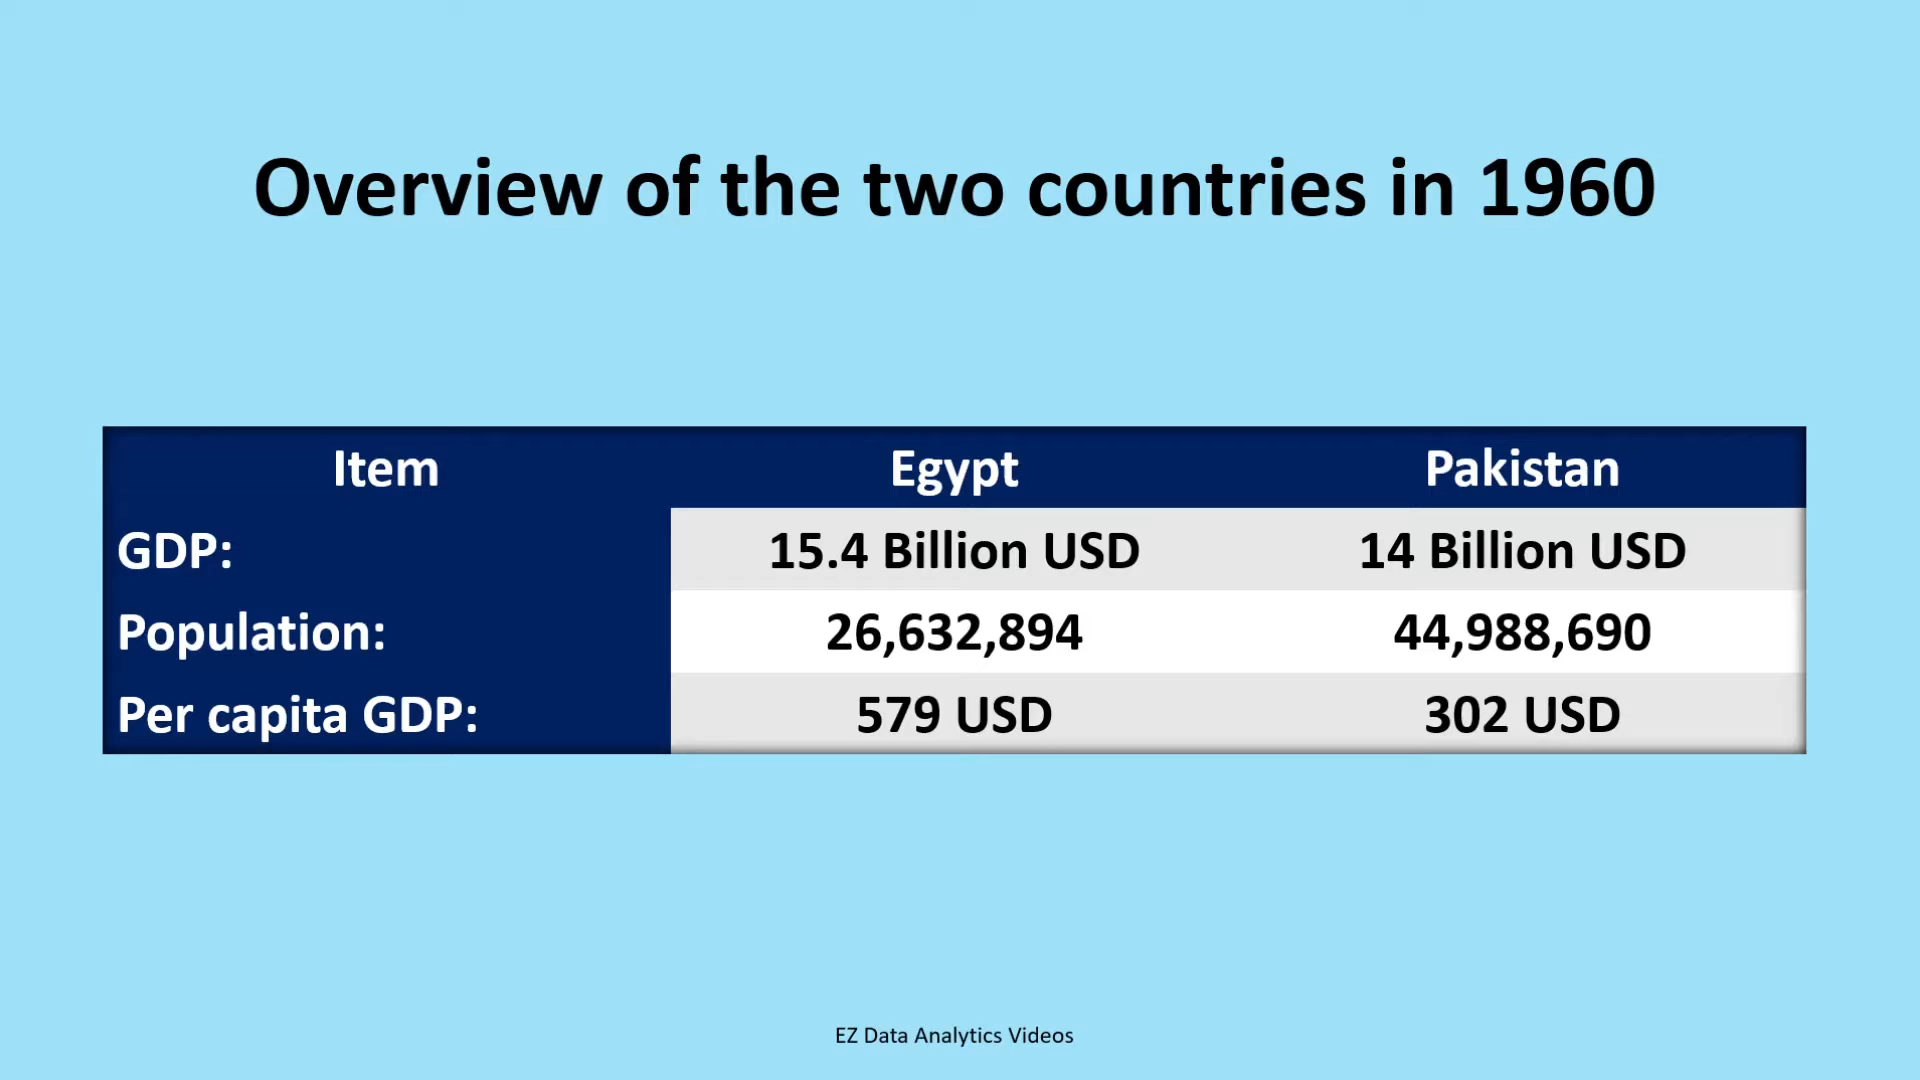 Overview of the two countries in 1960
Item Egypt Pakistan
GDP: 15.4 Billion USD 14 Billion USD
Population: 26,632,894 44,988,690
Per capita GDP: 579 USD 302 USD
EZ Data Analytics Videos